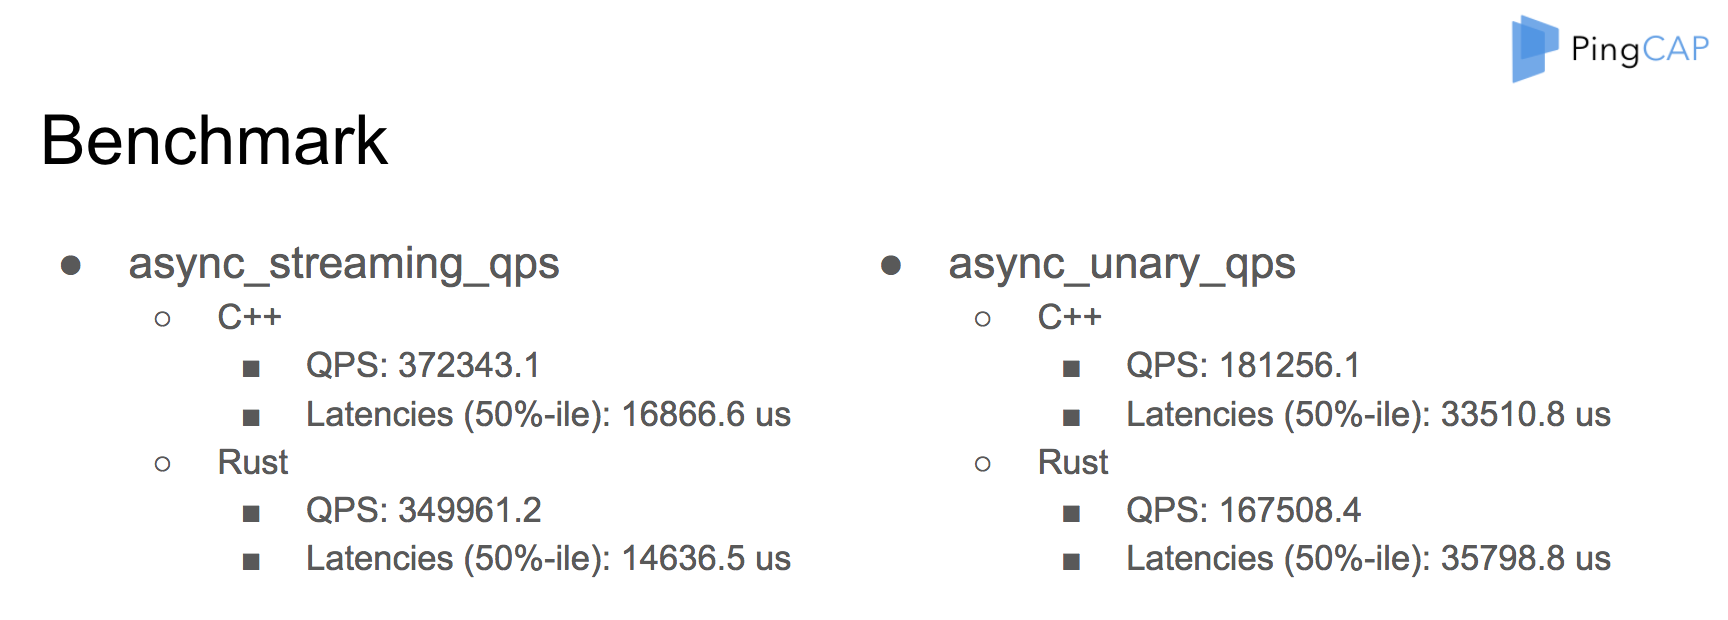 PingCAP
Benchmark
● async_streaming_qps
○ C++
■ QPS: 372343.1
■ Latencies (50%-ile): 16866.6 us
○ Rust
■ QPS: 349961.2
■ Latencies (50%-ile): 14636.5 us
● async_unary_qps
○ C++
■ QPS: 181256.1
■ Latencies (50%-ile): 33510.8 us
○ Rust
■ QPS: 167508.4
■ Latencies (50%-ile): 35798.8 us